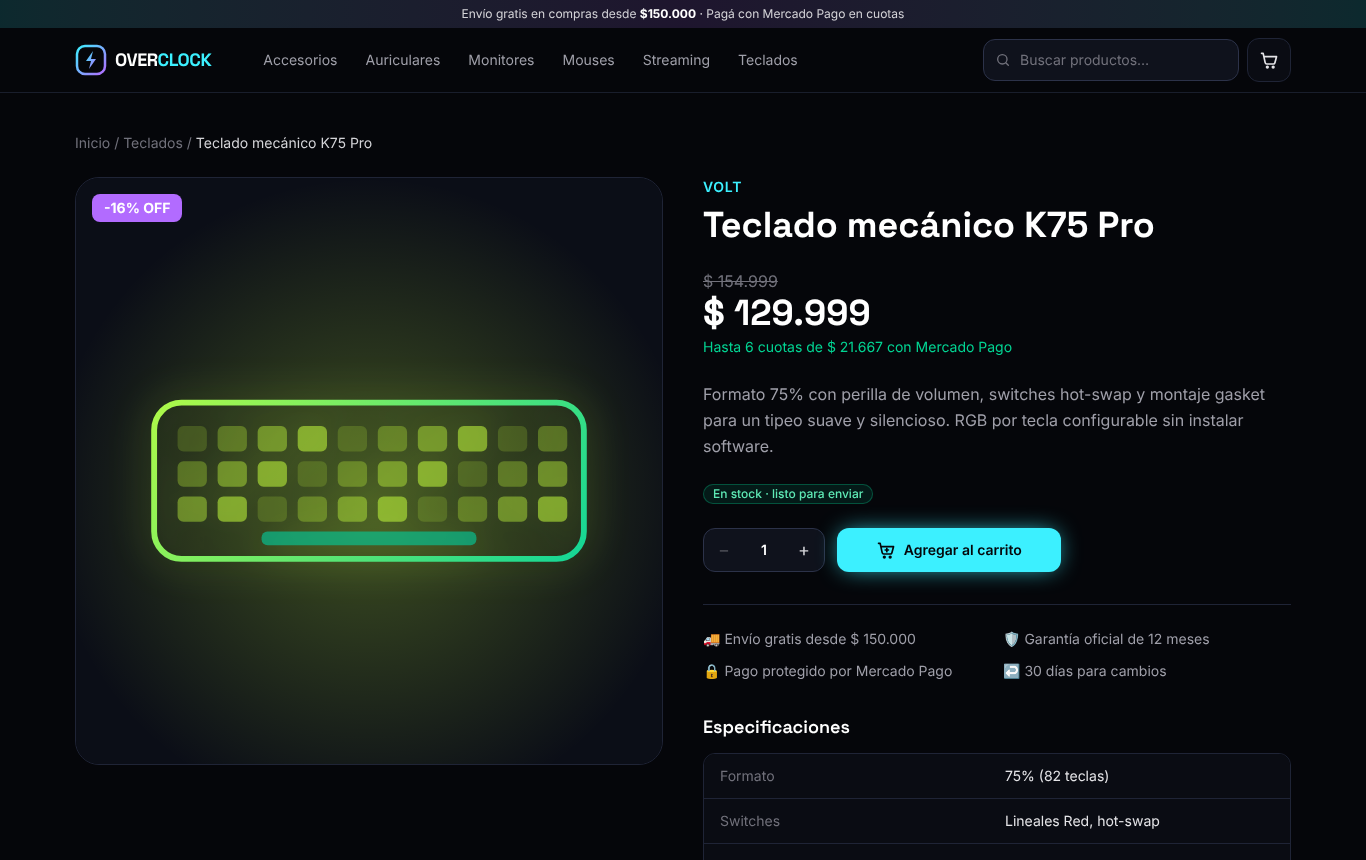 Envío gratis en compras desde $150.000 · Pagá con Mercado Pago en cuotas
OVERCLOCK
Accesorios
Auriculares
Monitores
Mouses
Streaming
Teclados
Buscar productos...
Inicio / Teclados / Teclado mecánico K75 Pro
-16% OFF
VOLT
Teclado mecánico K75 Pro
$ 154.999
$ 129.999
Hasta 6 cuotas de $ 21.667 con Mercado Pago
Formato 75% con perilla de volumen, switches hot-swap y montaje gasket
para un tipeo suave y silencioso. RGB por tecla configurable sin instalar
software.
En stock · listo para enviar
− 1 +
Agregar al carrito
🚚 Envío gratis desde $ 150.000
🛡️ Garantía oficial de 12 meses
🔒 Pago protegido por Mercado Pago
↩️ 30 días para cambios
Especificaciones
Formato 75% (82 teclas)
Switches Lineales Red, hot-swap